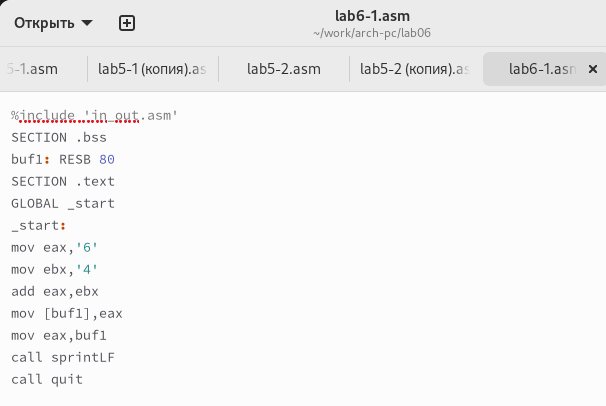 Открыть
lab6-1.asm
~/work/arch-pc/lab06
5-1.asm
lab5-1 (копия).as
lab5-2.asm
lab5-2 (копия).as
lab6-1.asm
%include 'in_out.asm'
SECTION .bss
buf1: RESB 80
SECTION .text
GLOBAL _start
_start:
mov eax,'6'
mov ebx,'4'
add eax,ebx
mov [buf1],eax
mov eax,buf1
call sprintLF
call quit